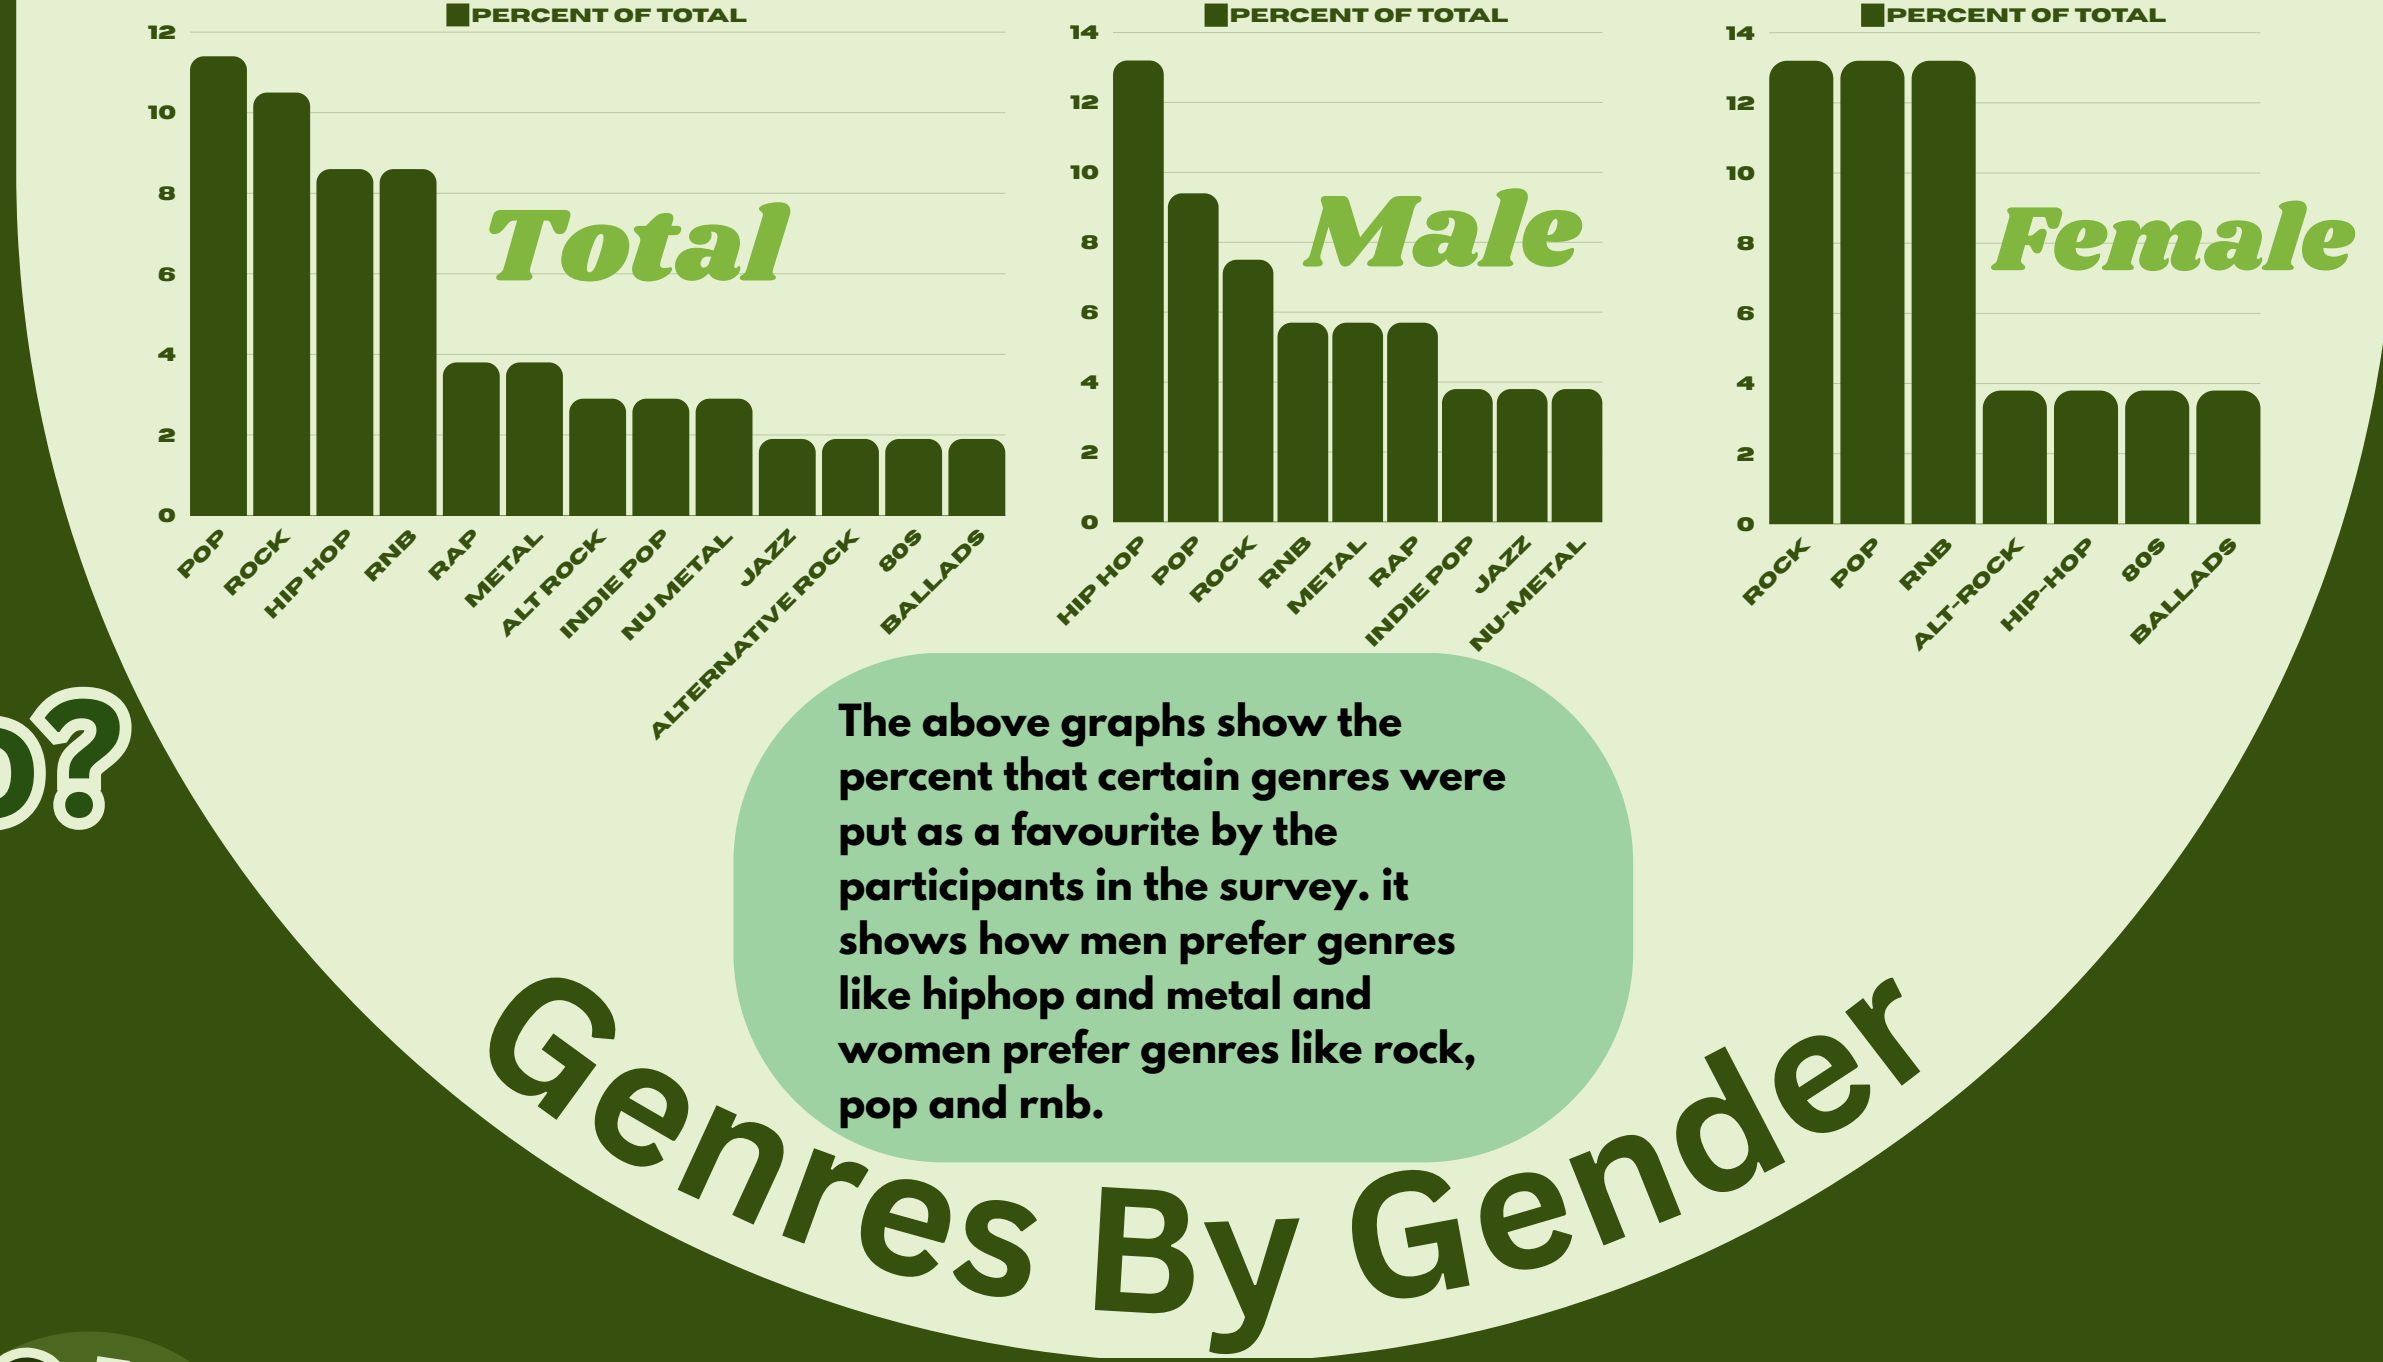 PERCENT OF TOTAL
12
10
8
6
4
2
0
Total
POP
ROCK
HIP HOP
RNB
RAP
METAL
ALT ROCK
INDIE POP
NU METAL
JAZZ
ALTERNATIVE ROCK
80S
BALLADS
PERCENT OF TOTAL
14
12
10
8
6
4
2
0
Male
HIP HOP
POP
ROCK
RNB
METAL
RAP
INDIE POP
JAZZ
NU-METAL
PERCENT OF TOTAL
14
12
10
8
6
4
2
0
Female
ROCK
POP
RNB
ALT-ROCK
HIP-HOP
80S
BALLADS
?
The above graphs show the
percent that certain genres were
put as a favourite by the
participants in the survey. it
shows how men prefer genres
like hiphop and metal and
women prefer genres like rock,
pop and rnb.
Genres By Gender